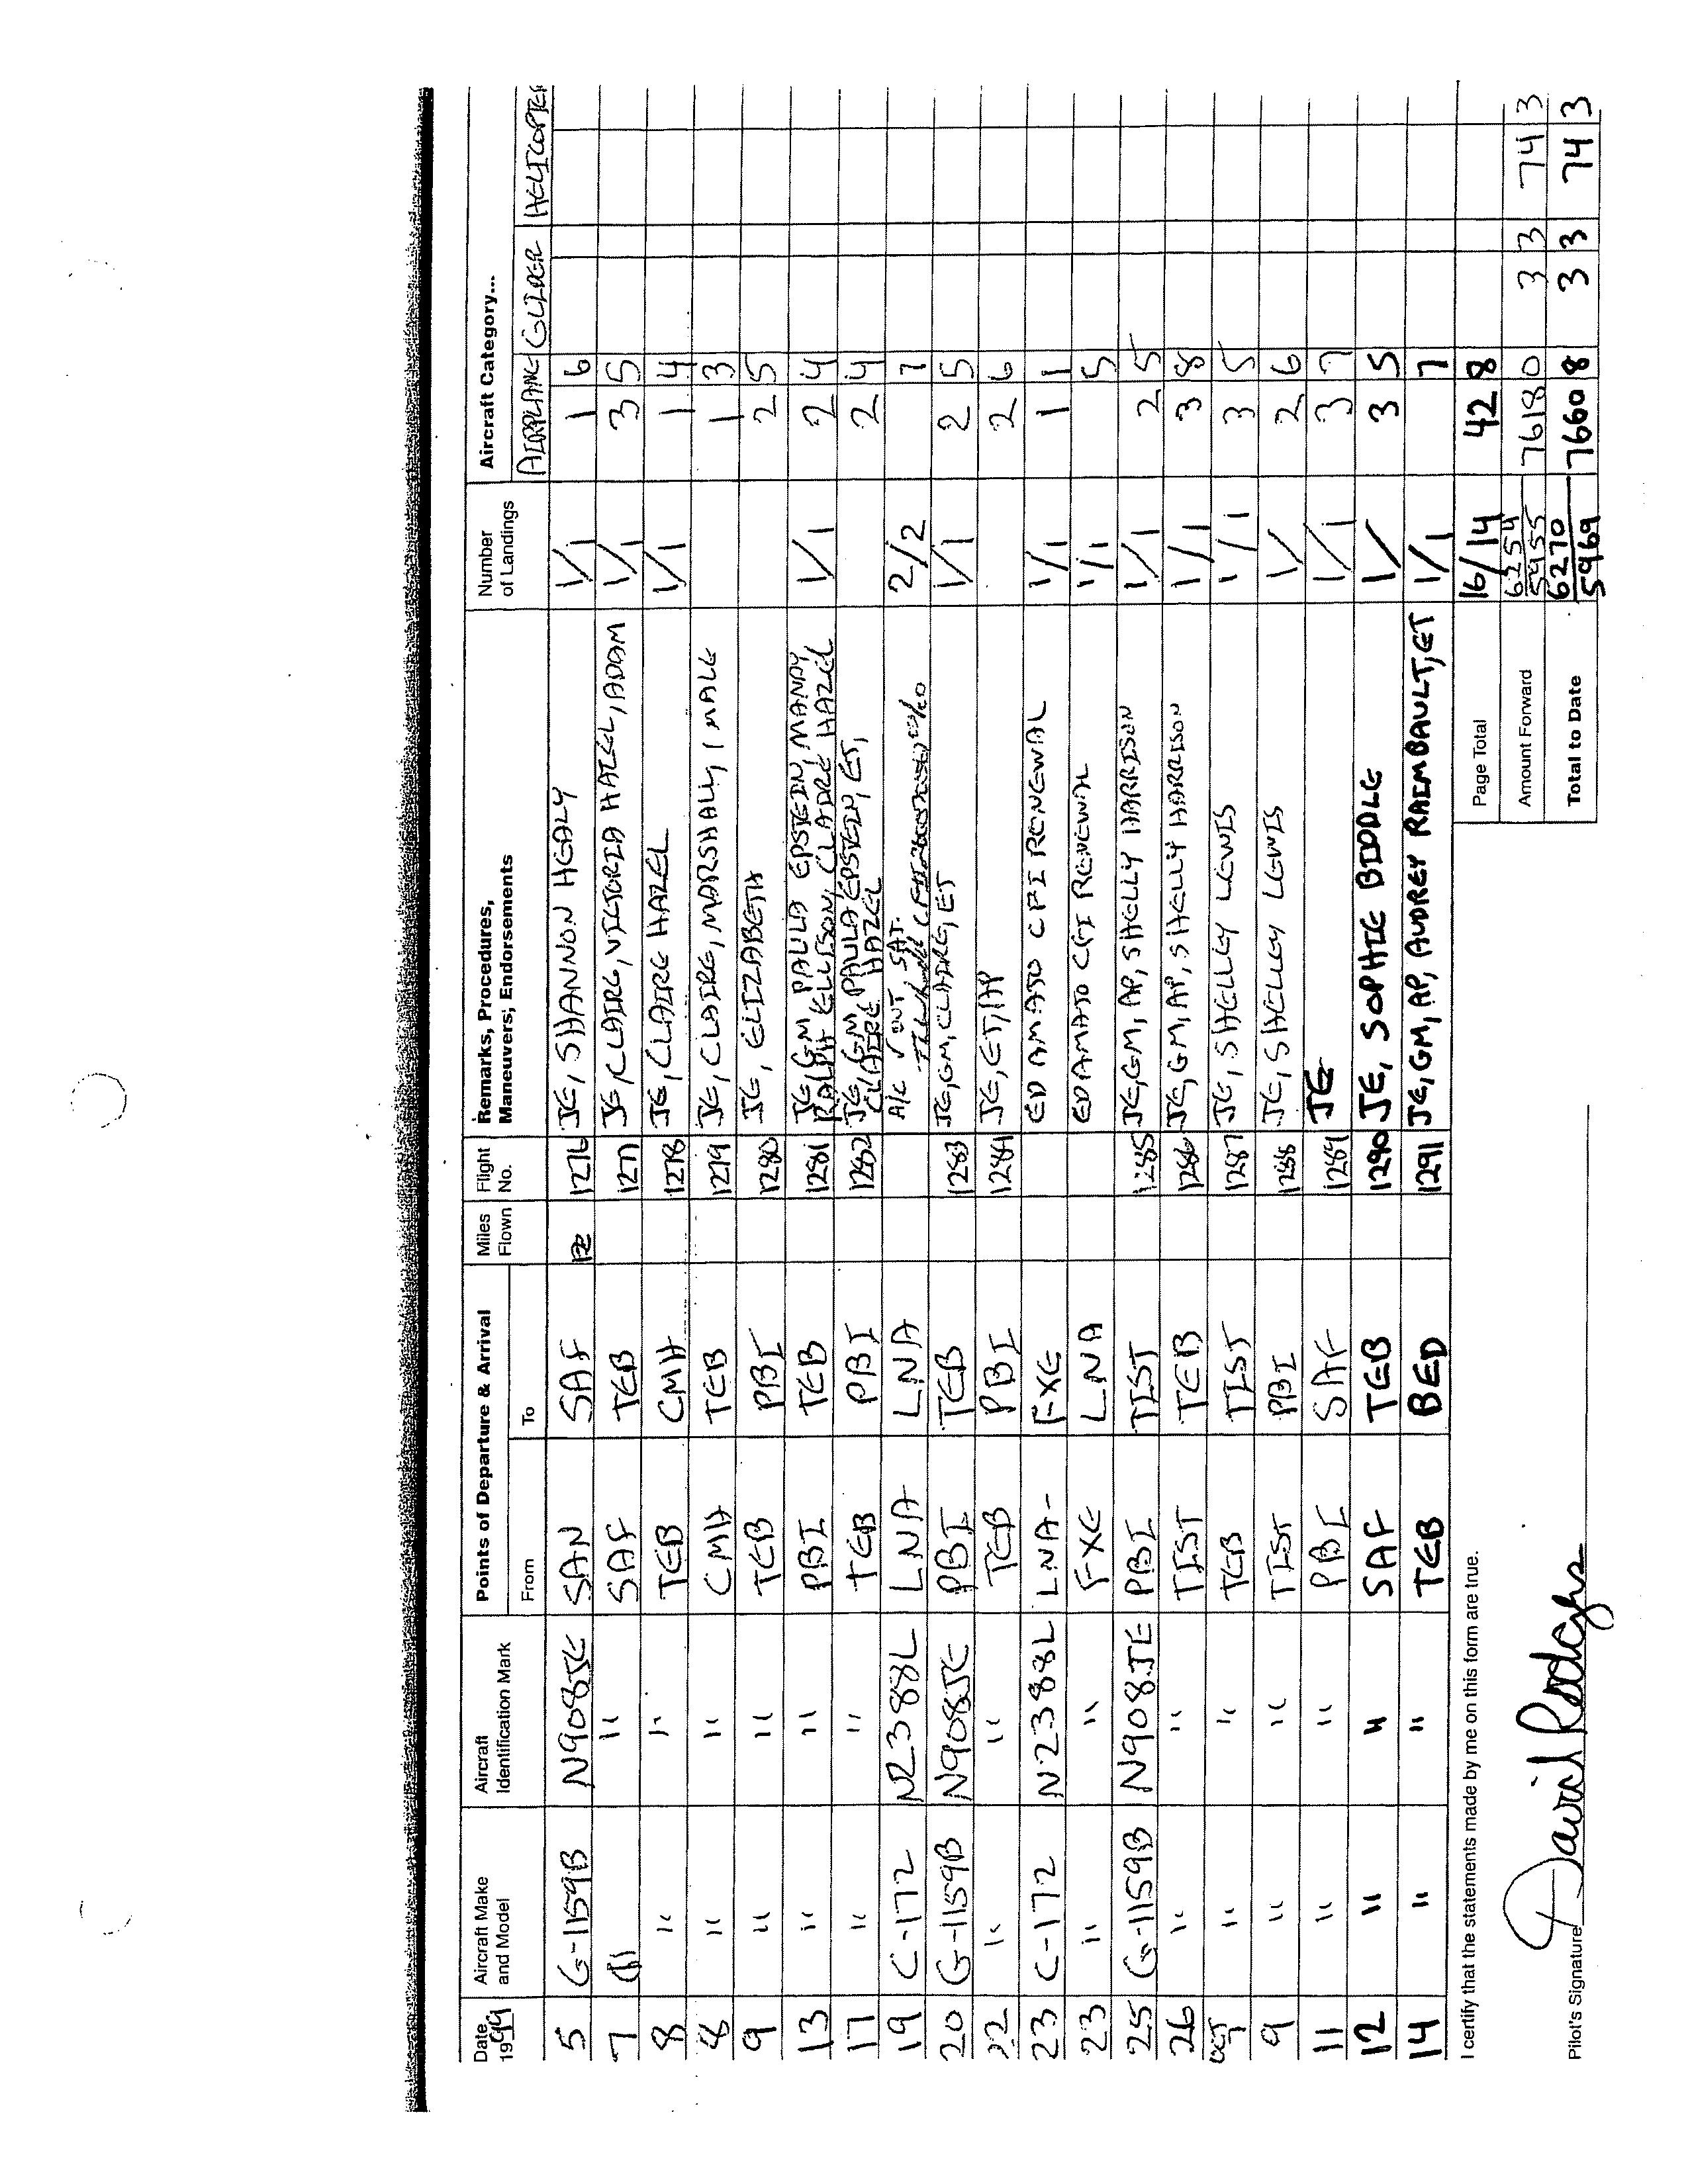 Date 1999 Aircraft Make and Model Aircraft Identification Mark Points of Departure & Arrival From To Miles Flown Flight No. Remarks, Procedures, Maneuvers, Endorsements Number of Landings Aircraft Category... AIRPLANE GLIDER HELICOPTER
5 G-1159B N908JE SAN SAF 1276 JE, SHANNON HEALY 1/1 1 6
7 " " SAF TEB 1277 JE, CLAIRE, VICTORIA HAZEL, ADAM 1/1 3 5
8 " " TEB CMH 1278 JE, CLAIRE HAZEL 1/1 1 4
8 " " CMH TEB 1279 JE, CLAIRE, MARSHALL, 1 MALE 1 3
9 " " TEB PBI 1280 JE, ELIZABETH 2 5
13 " " PBI TEB 1281 JE, GM, PAULA EPSTEIN, MANDY, RALPH ELLISON, CLAIRE HAZEL 1/1 2 4
17 " " TEB PBI 1282 JE, GM, PAULA EPSTEIN, ET, CLAIRE HAZEL 2 4
19 C-172 N2388L LNA LNA A/C SAT. 2/2 1
20 G-1159B N908JE PBI TEB 1283 JE, GM, CLAIRE, ET 1/1 2 5
22 " " TEB PBI 1284 JE, ET, AP 2 6
23 C-172 N2388L LNA- FXE ED AMATO CFI RENEWAL 1/1 1 1
23 " " FXE LNA ED AMATO CFI RENEWAL 1/1 5
25 G-1159B N908JE PBI TIST 1285 JE, GM, AP, SHELLY HARRISON 1/1 2 5
26 " " TIST TEB 1286 JE, GM, AP, SHELLY HARRISON 1/1 3 8
OCT 7 " " TEB TIST 1287 JE, SHELLEY LEWIS 1/1 3 5
9 " " TIST PBI 1288 JE, SHELLEY LEWIS 1/ 2 6
11 " " PBI SAF 1289 JE 1/1 3 7
12 " " SAF TEB 1290 JE, SOPHIE BIDDLE 1/ 3 5
14 " " TEB BED 1291 JE, GM, AP, AUDREY RAIMBAULT, ET 1/1 7
I certify that the statements made by me on this form are true.
Page Total 16/14 42 8
Amount Forward 6254 5955 7618 0 3 3 74 3
Total to Date 6270 5969 7660 8 3 3 74 3
Pilot's Signature David Rodgers